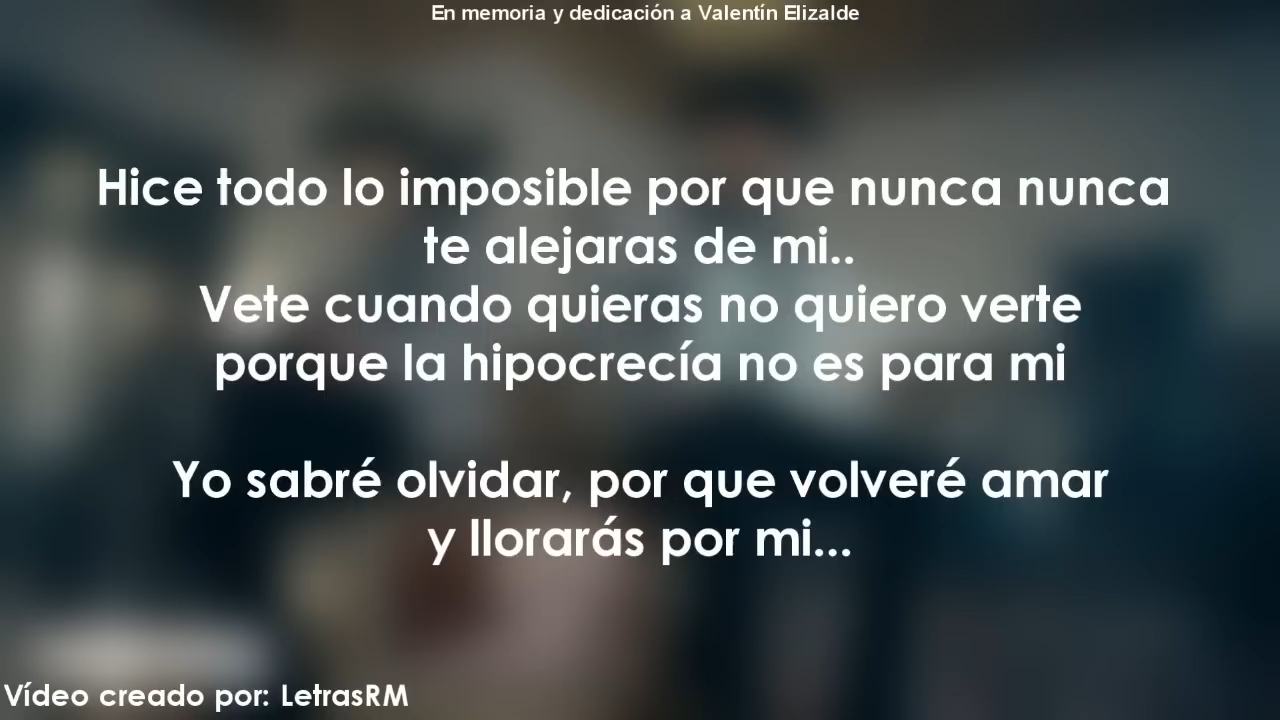 En memoria y dedicación a Valentín Elizalde
Hice todo lo imposible por que nunca nunca
te alejaras de mi..
Vete cuando quieras no quiero verte
porque la hipocrecía no es para mi
Yo sabré olvidar, por que volveré amar
y llorarás por mi...
Vídeo creado por: LetrasRM